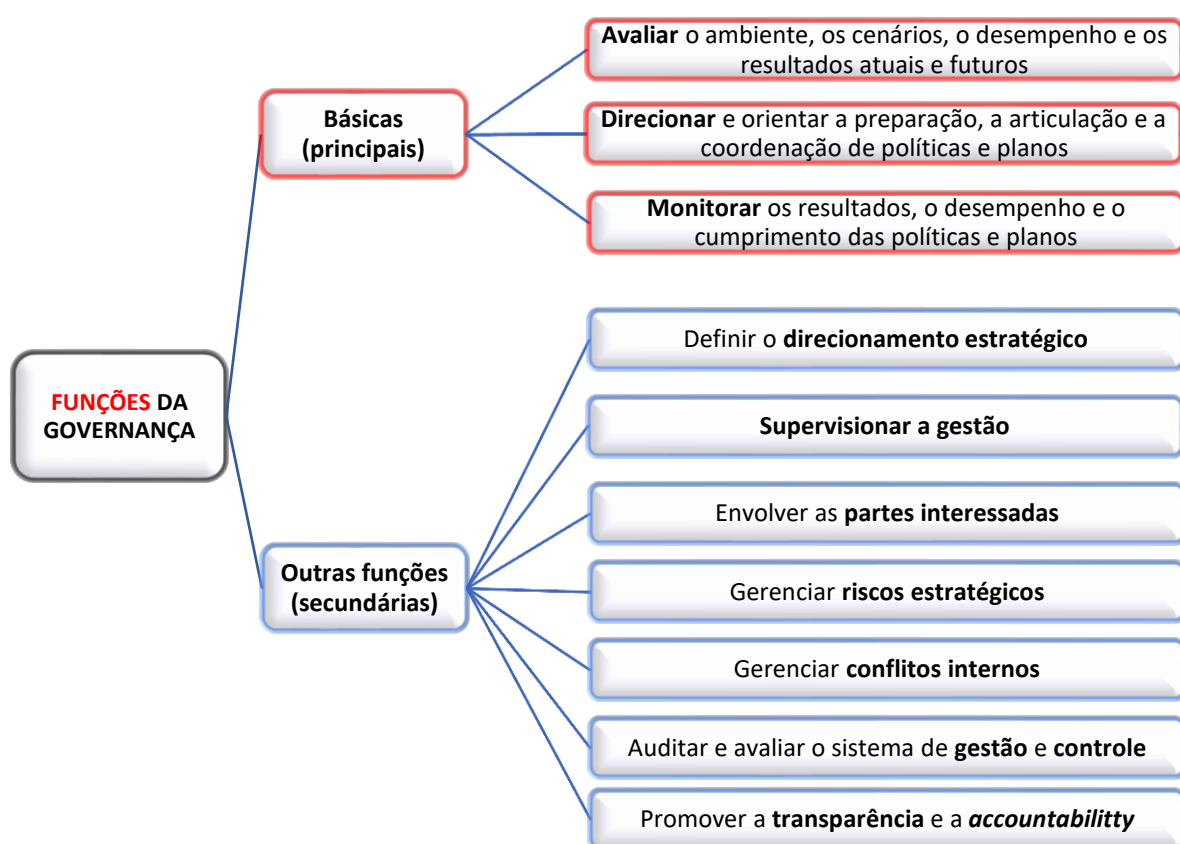 Avaliar o ambiente, os cenários, o desempenho e os
resultados atuais e futuros
Básicas
(principais)
Direcionar e orientar a preparação, a articulação e a
coordenação de políticas e planos
Monitorar os resultados, o desempenho e o
cumprimento das políticas e planos
FUNÇÕES DA
GOVERNANÇA
Outras funções
(secundárias)
Definir o direcionamento estratégico
Supervisionar a gestão
Envolver as partes interessadas
Gerenciar riscos estratégicos
Gerenciar conflitos internos
Auditar e avaliar o sistema de gestão e controle
Promover a transparência e a accountabilitty